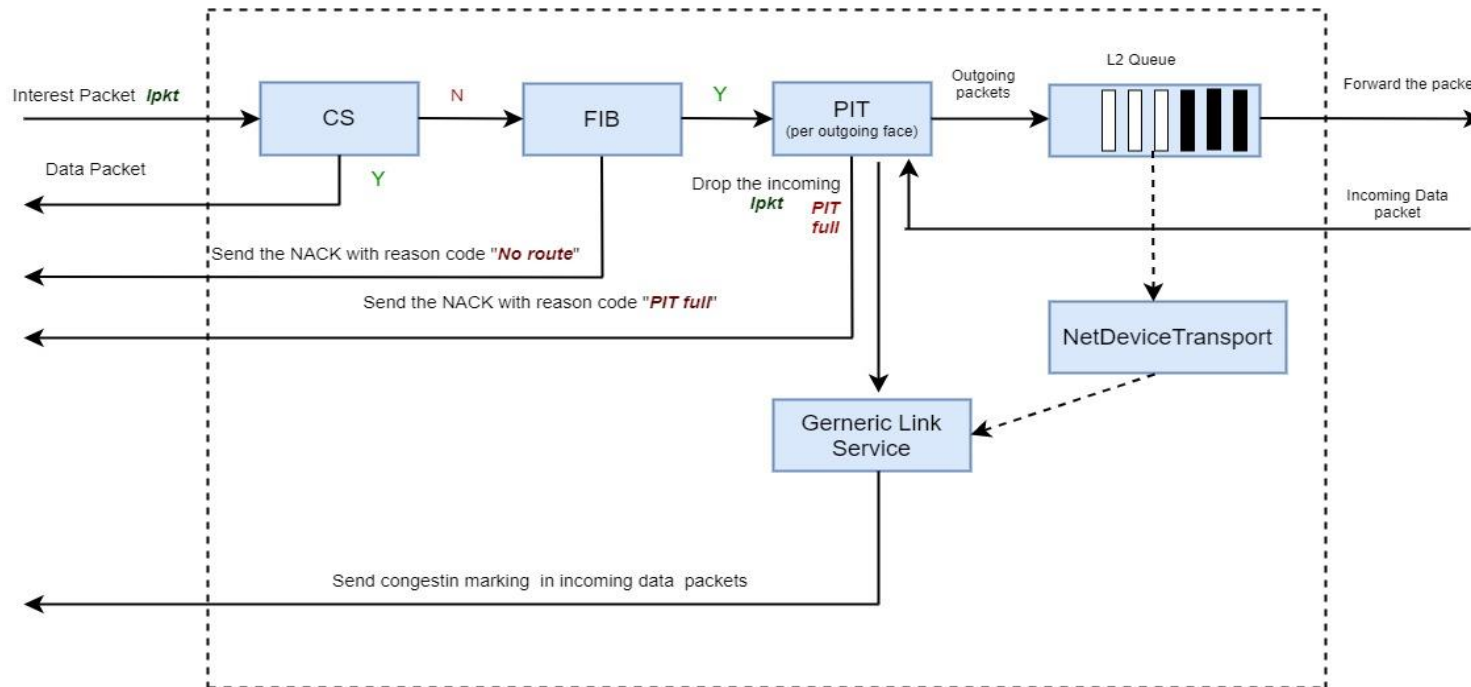 L2 Queue
Interest Packet Ipkt
CS
N
FIB
Y
PIT
(per outgoing face)
Outgoing
packets
Forward the packe
Data Packet
Y
Drop the incoming
Ipkt
PIT
full
Incoming Data
packet
Send the NACK with reason code "No route"
Send the NACK with reason code "PIT full"
NetDeviceTransport
Gerneric Link
Service
Send congestin marking in incoming data packets